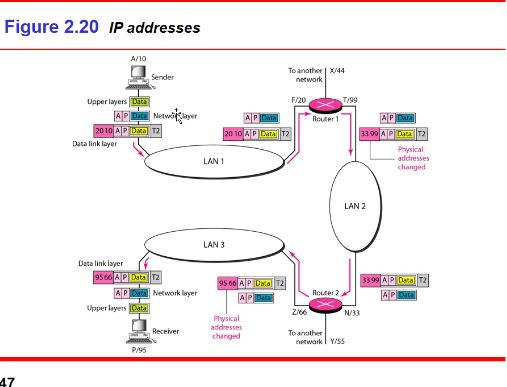 Figure 2.20 IP addresses
A/10
Sender
To another
network
X/44
Upper layers Data
F/20
T/99
A P Data Network layer
A P Data
Router 1
A P Data
20 10 A P Data T2
20 10 A P Data T2
33 99 A P Data T2
Data link layer
Physical
addresses
changed
LAN 1
LAN 2
LAN 3
Data link layer
95 66 A P Data T2
95 66 A P Data T2
33 99 A P Data T2
A P Data Network layer
A P Data
Router 2
A P Data
Upper layers Data
Z/66
N/33
Physical
addresses
changed
Receiver
To another
network
Y/55
P/95
47